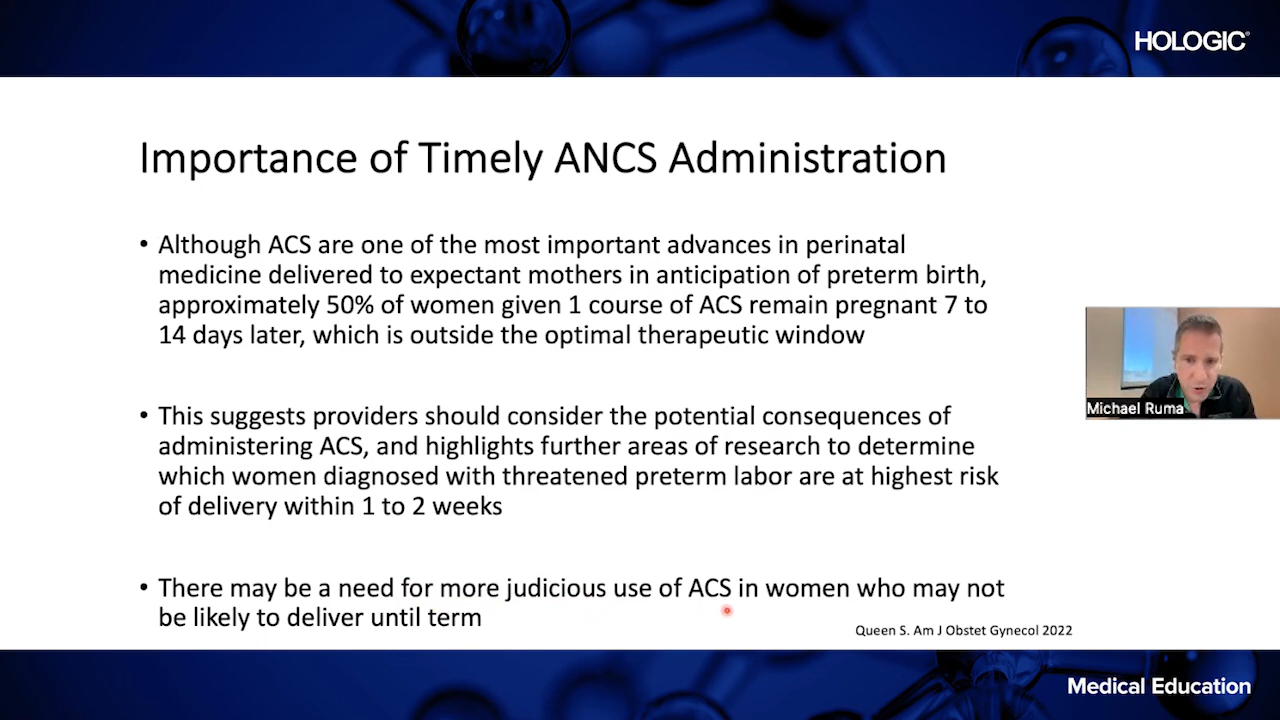 HOLOGIC®
Importance of Timely ANCS Administration
• Although ACS are one of the most important advances in perinatal
medicine delivered to expectant mothers in anticipation of preterm birth,
approximately 50% of women given 1 course of ACS remain pregnant 7 to
14 days later, which is outside the optimal therapeutic window
• This suggests providers should consider the potential consequences of
administering ACS, and highlights further areas of research to determine
which women diagnosed with threatened preterm labor are at highest risk
of delivery within 1 to 2 weeks
• There may be a need for more judicious use of ACS in women who may not
be likely to deliver until term
Queen S. Am J Obstet Gynecol 2022
Michael Ruma
Medical Education